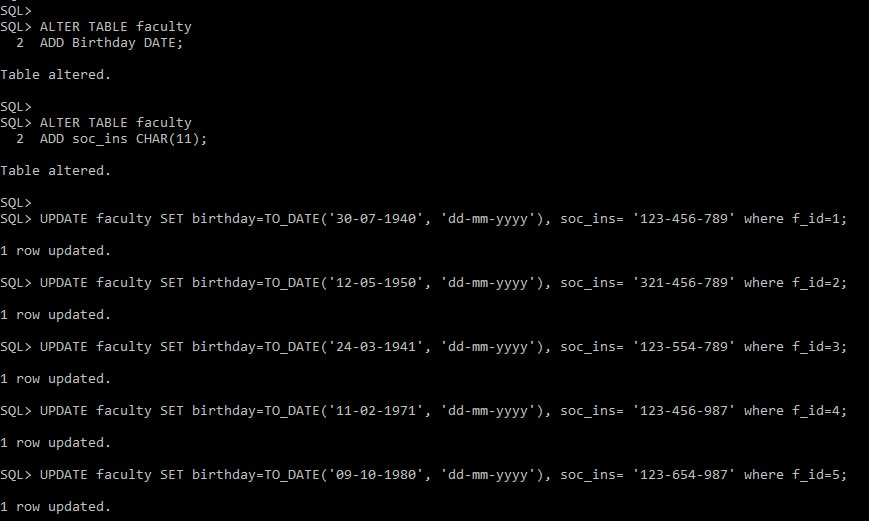 SQL>
SQL> ALTER TABLE faculty
  2  ADD Birthday DATE;
Table altered.
SQL>
SQL> ALTER TABLE faculty
  2  ADD soc_ins CHAR(11);
Table altered.
SQL>
SQL> UPDATE faculty SET birthday=TO_DATE('30-07-1940', 'dd-mm-yyyy'), soc_ins= '123-456-789' where f_id=1;
1 row updated.
SQL> UPDATE faculty SET birthday=TO_DATE('12-05-1950', 'dd-mm-yyyy'), soc_ins= '321-456-789' where f_id=2;
1 row updated.
SQL> UPDATE faculty SET birthday=TO_DATE('24-03-1941', 'dd-mm-yyyy'), soc_ins= '123-554-789' where f_id=3;
1 row updated.
SQL> UPDATE faculty SET birthday=TO_DATE('11-02-1971', 'dd-mm-yyyy'), soc_ins= '123-456-987' where f_id=4;
1 row updated.
SQL> UPDATE faculty SET birthday=TO_DATE('09-10-1980', 'dd-mm-yyyy'), soc_ins= '123-654-987' where f_id=5;
1 row updated.